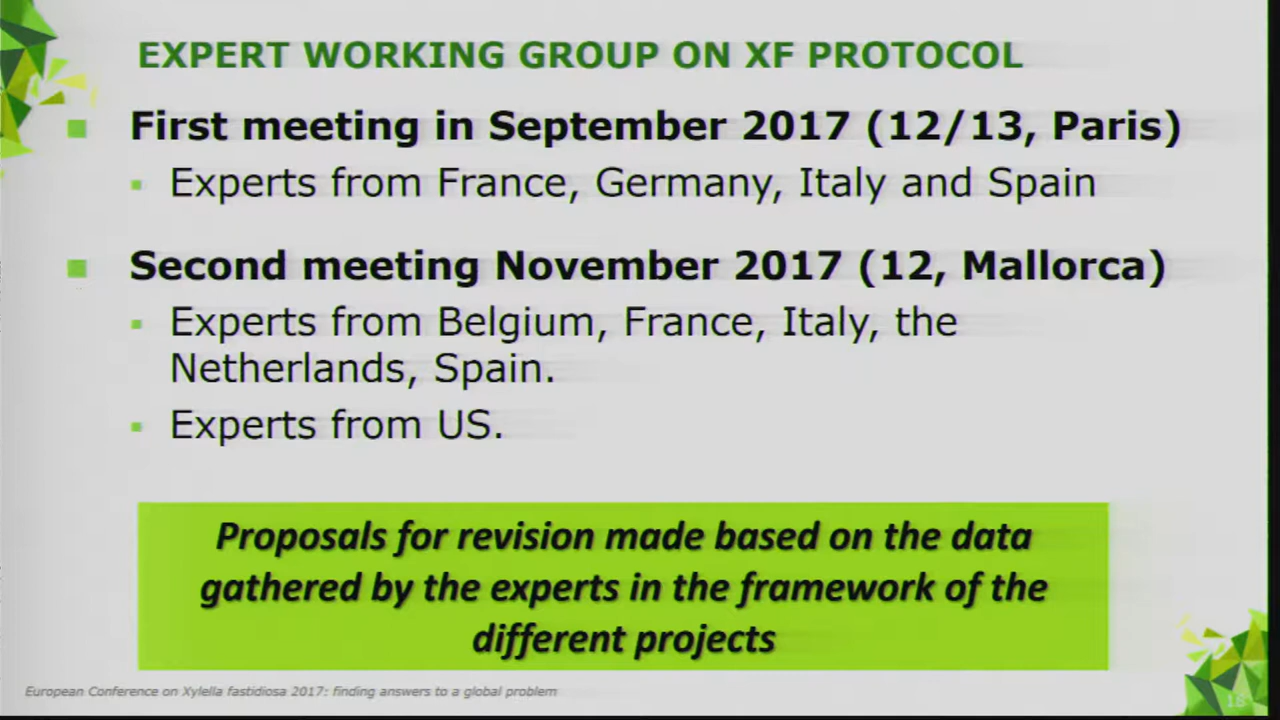 EXPERT WORKING GROUP ON XF PROTOCOL
First meeting in September 2017 (12/13, Paris)
Experts from France, Germany, Italy and Spain
Second meeting November 2017 (12, Mallorca)
Experts from Belgium, France, Italy, the
Netherlands, Spain.
Experts from US.
Proposals for revision made based on the data
gathered by the experts in the framework of the
different projects
European Conference on Xylella fastidiosa 2017: finding answers to a global problem
18